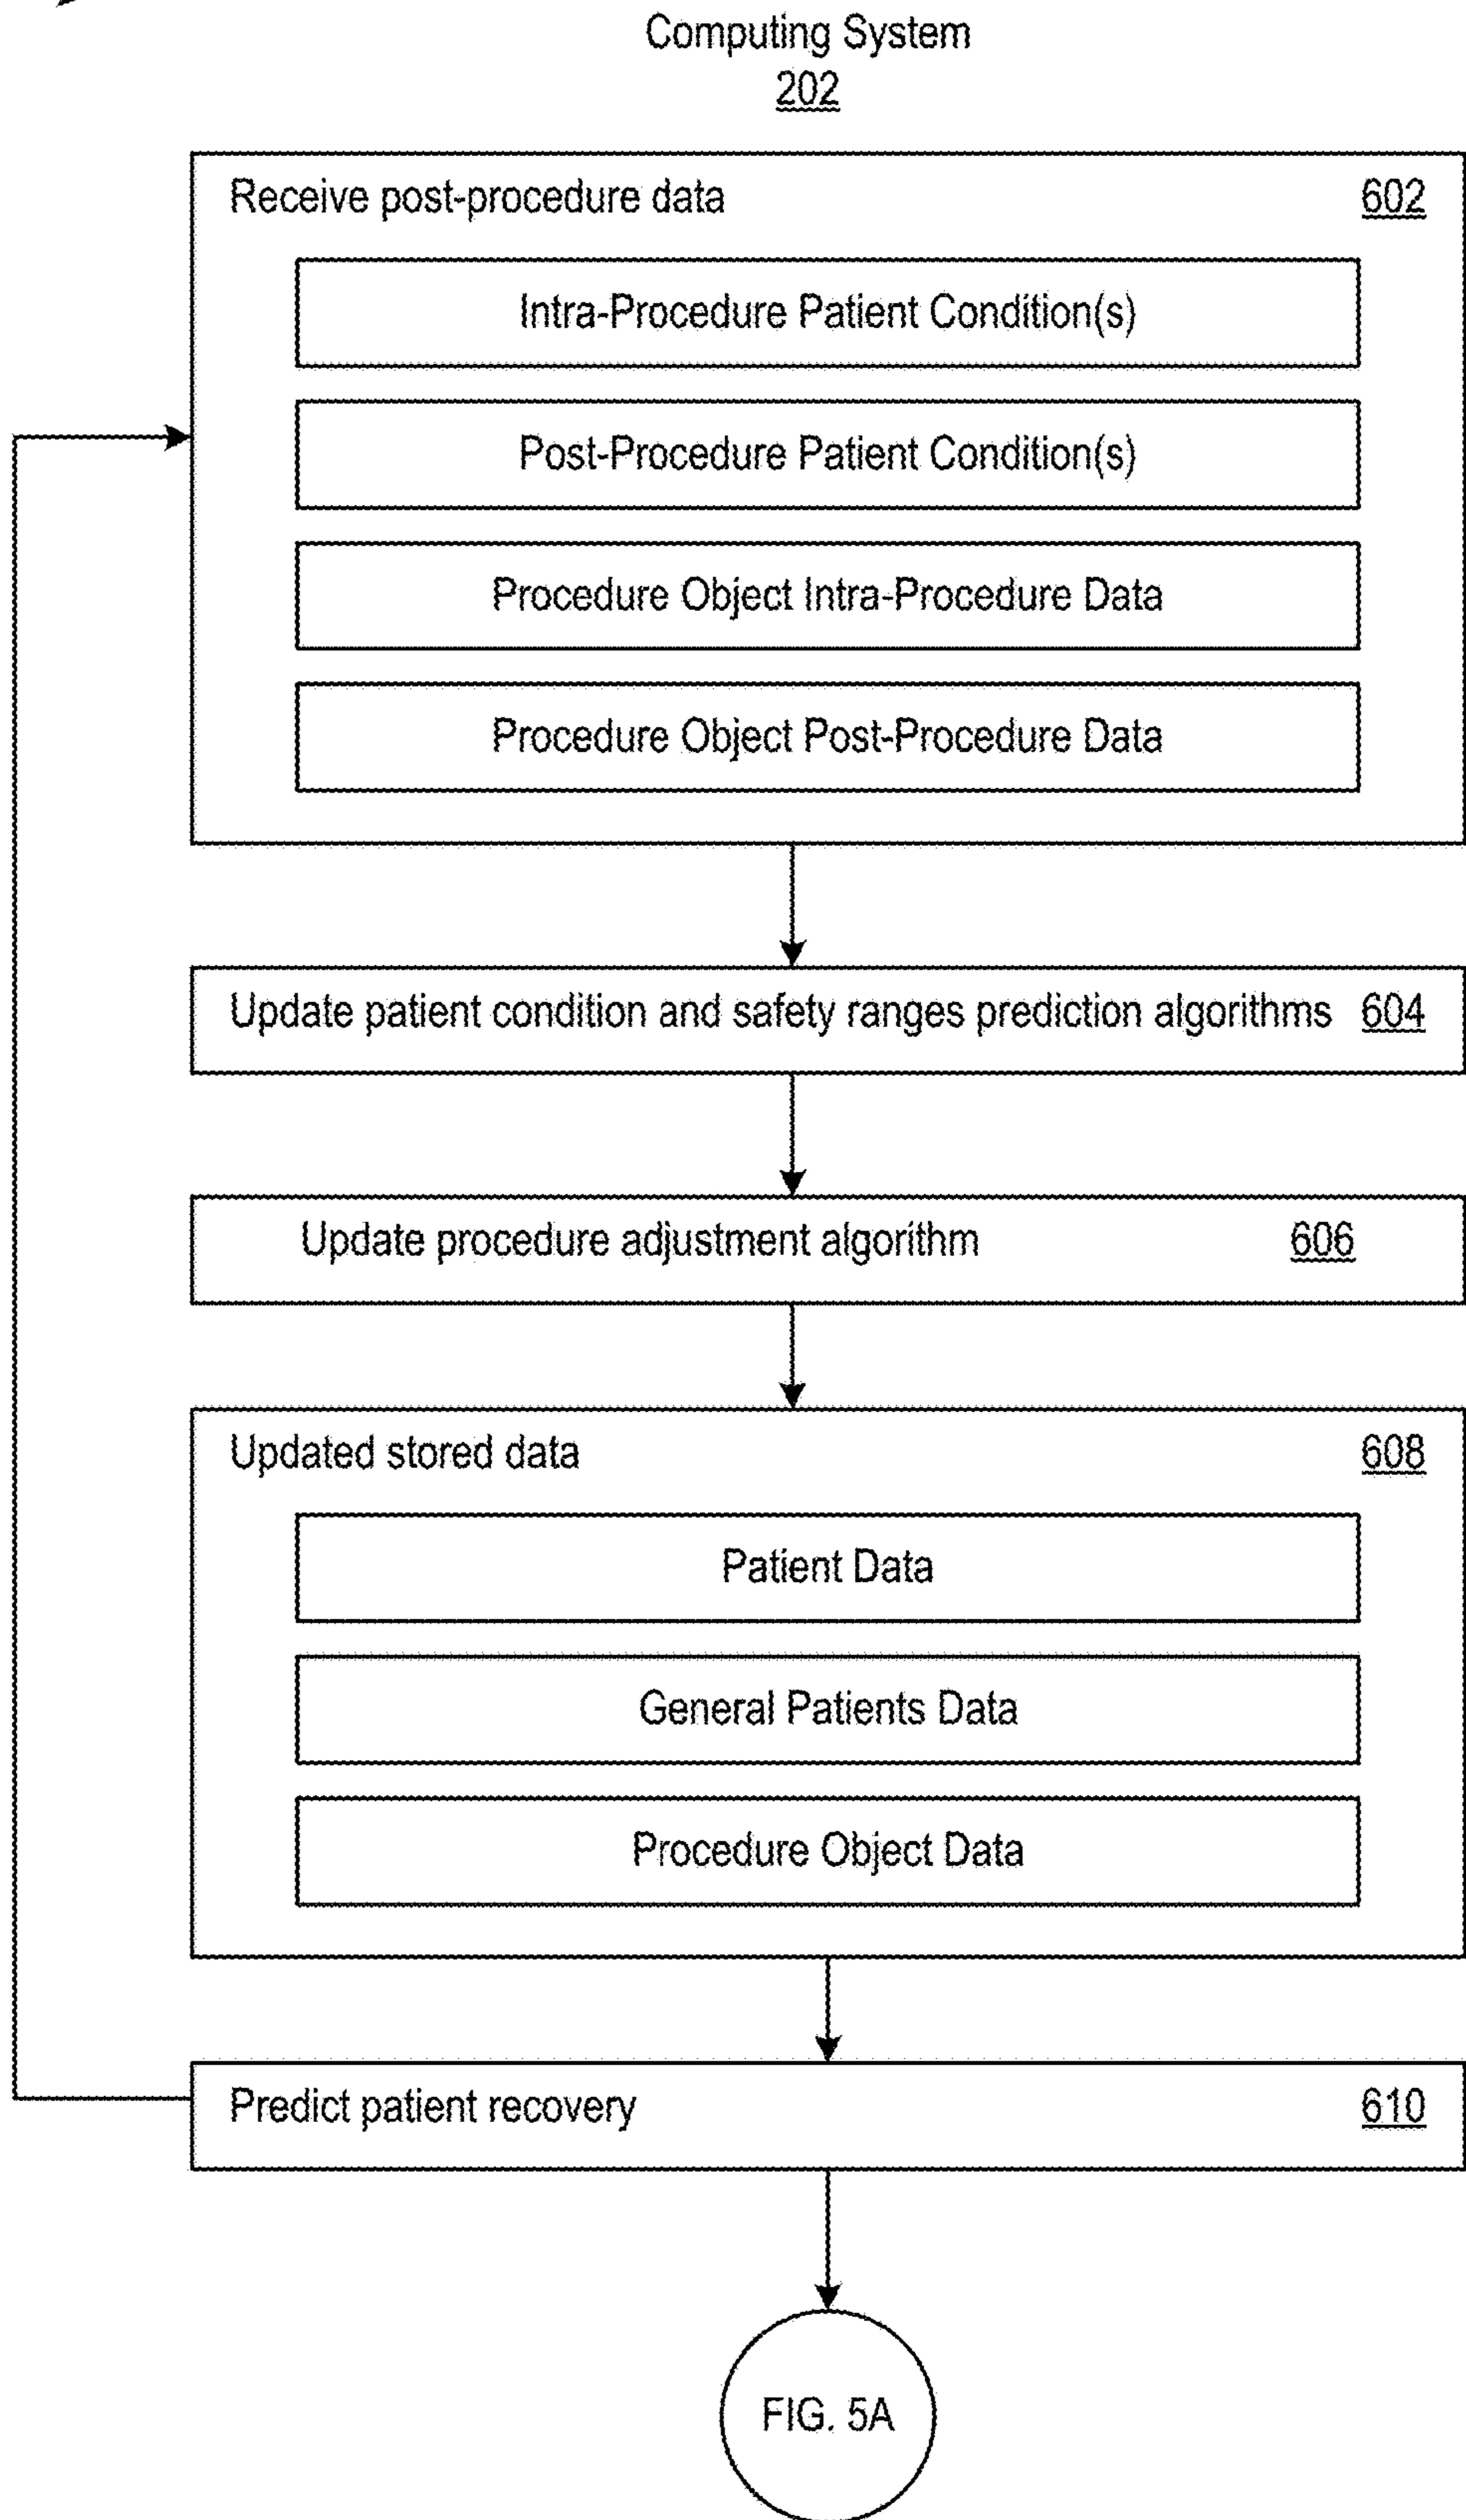 Computing System
202
Receive post-procedure data 602
Intra-Procedure Patient Condition(s)
Post-Procedure Patient Condition(s)
Procedure Object Intra-Procedure Data
Procedure Object Post-Procedure Data
Update patient condition and safety ranges prediction algorithms 604
Update procedure adjustment algorithm 606
Updated stored data 608
Patient Data
General Patients Data
Procedure Object Data
Predict patient recovery 610
FIG. 5A